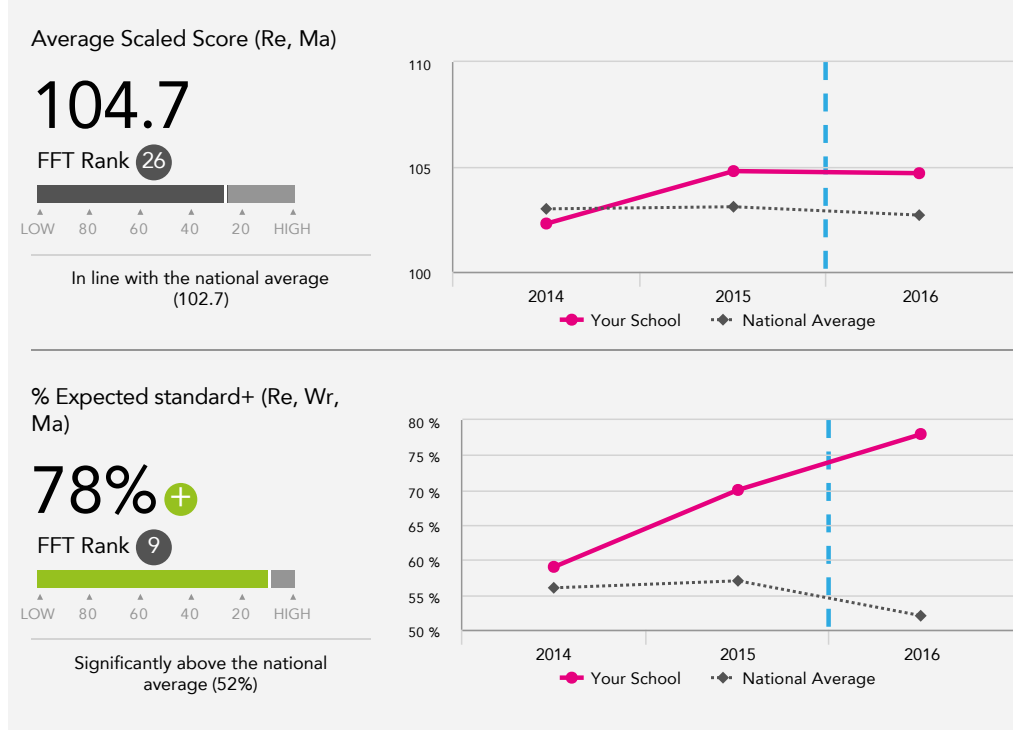 Average Scaled Score (Re, Ma)
104.7
FFT Rank 26
LOW 80 60 40 20 HIGH
In line with the national average
(102.7)
110
105
100
2014 2015 2016
Your School National Average
% Expected standard+ (Re, Wr,
Ma)
78% +
FFT Rank 9
LOW 80 60 40 20 HIGH
Significantly above the national
average (52%)
80 %
75 %
70 %
65 %
60 %
55 %
50 %
2014 2015 2016
Your School National Average